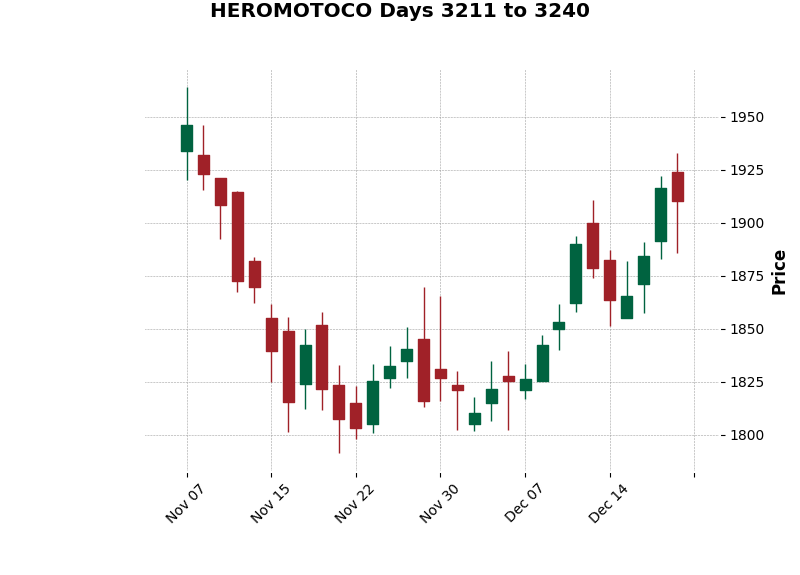 HEROMOTOCO Days 3211 to 3240
1950
1925
1900
1875
1850
1825
1800
Price
Nov 07
Nov 15
Nov 22
Nov 30
Dec 07
Dec 14